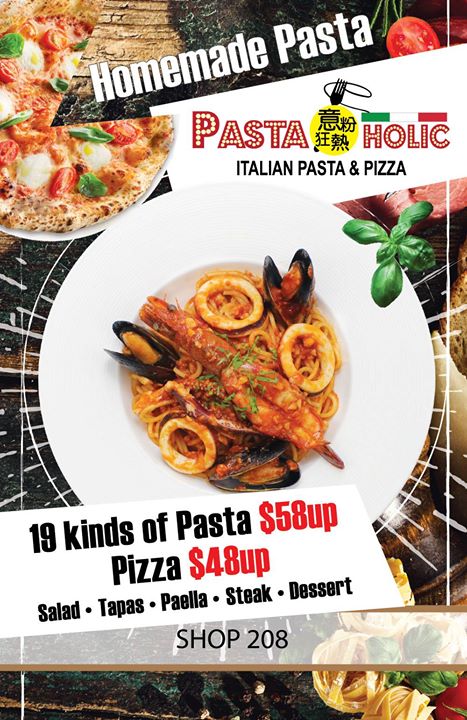 Homemade Pasta
PASTA 意粉狂熱 HOLIC
ITALIAN PASTA & PIZZA
19 kinds of Pasta $58up
Pizza $48up
Salad • Tapas • Paella • Steak • Dessert
SHOP 208